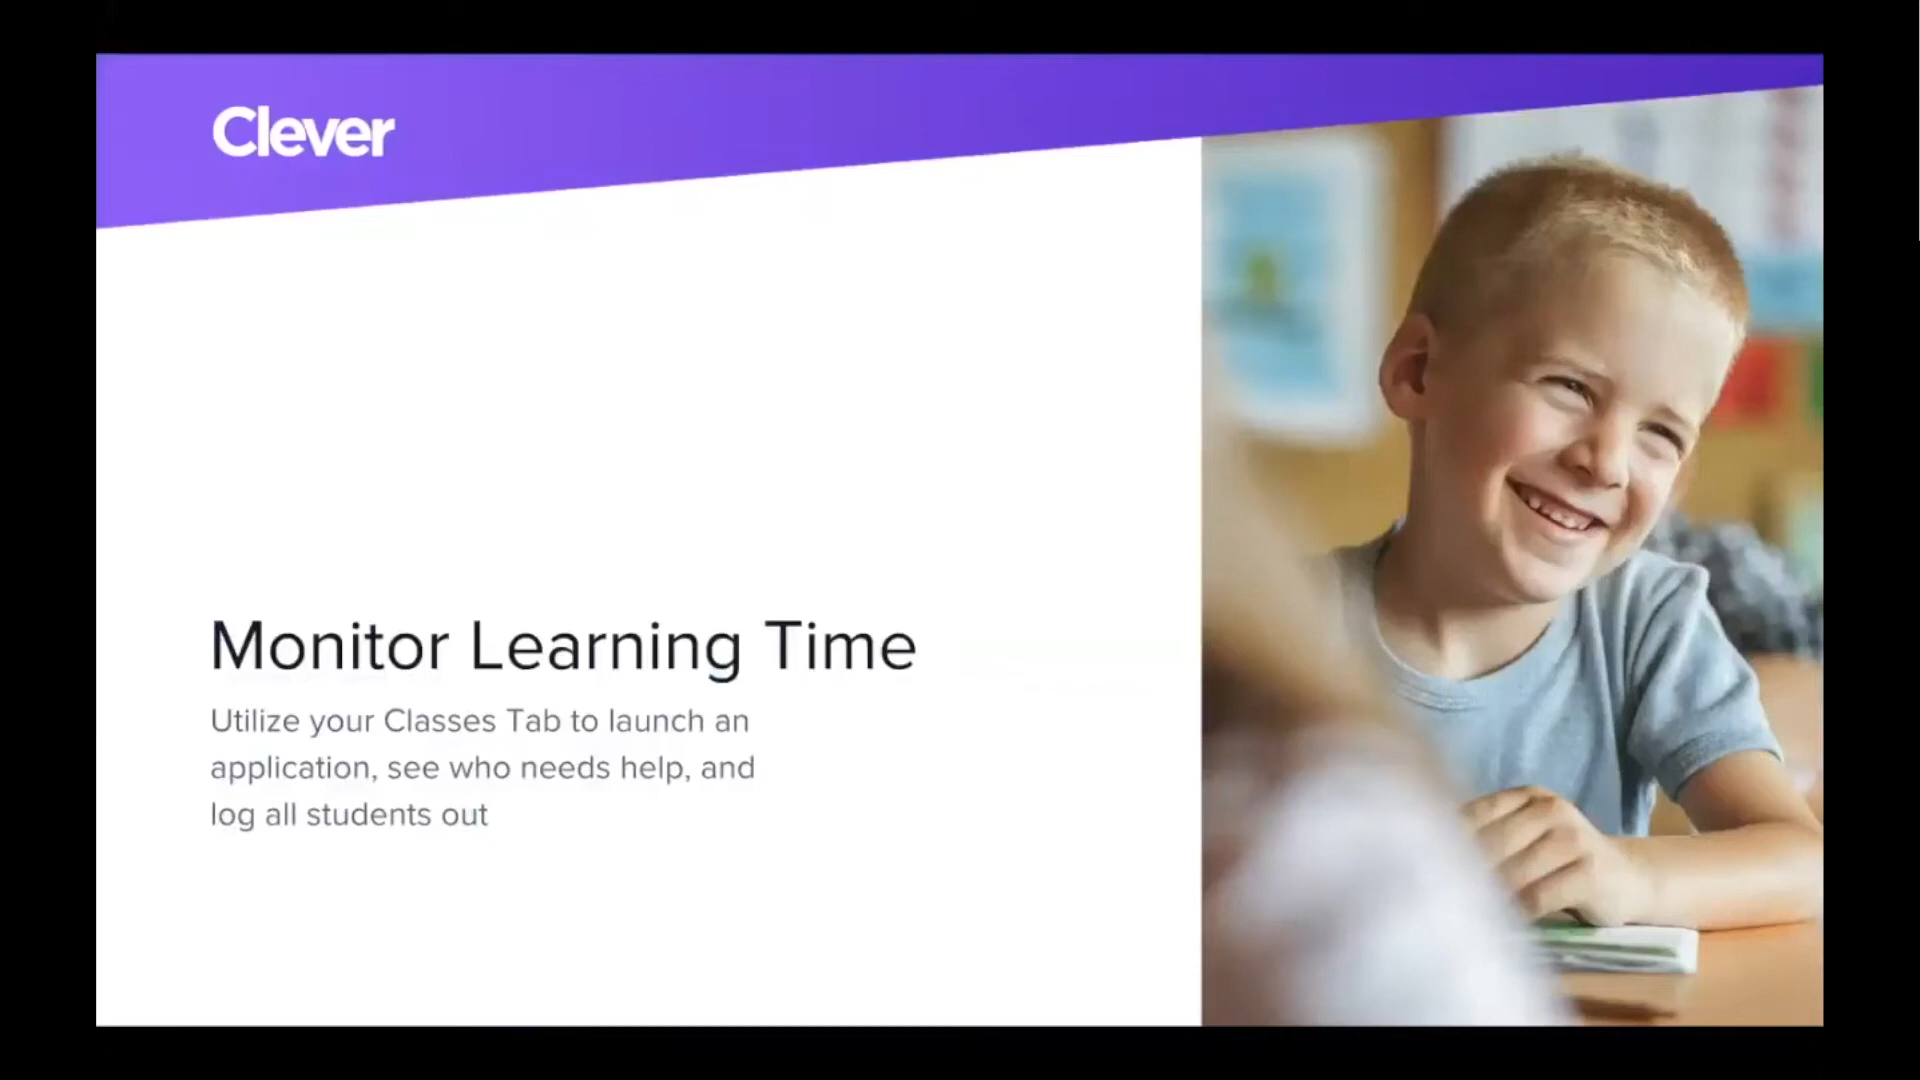 Clever
Monitor Learning Time
Utilize your Classes Tab to launch an
application, see who needs help, and
log all students out